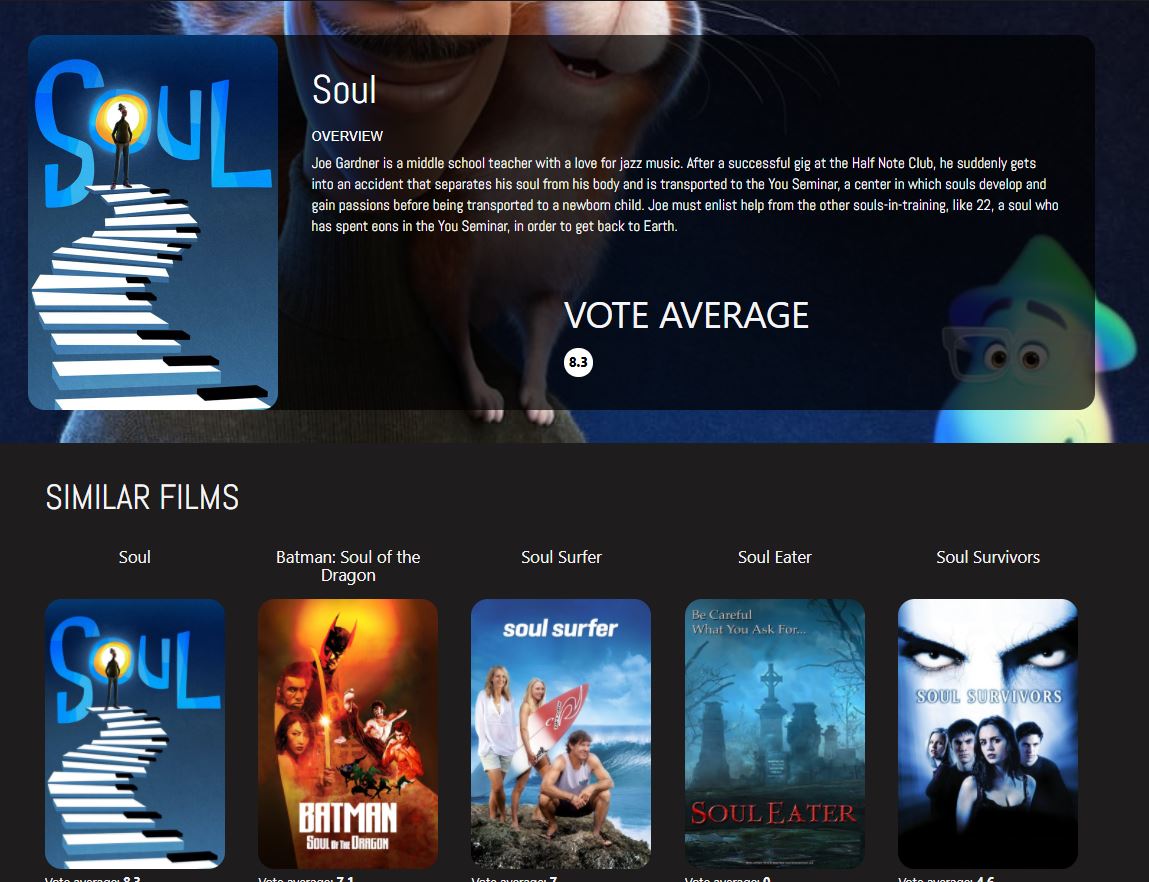 SOUL
Soul
OVERVIEW
Joe Gardner is a middle school teacher with a love for jazz music. After a successful gig at the Half Note Club, he suddenly gets
into an accident that separates his soul from his body and is transported to the You Seminar, a center in which souls develop and
gain passions before being transported to a newborn child. Joe must enlist help from the other souls-in-training, like 22, a soul who
has spent eons in the You Seminar, in order to get back to Earth.
VOTE AVERAGE
8.3
SIMILAR FILMS
Soul
Batman: Soul of the
Dragon
Soul Surfer
Soul Eater
Soul Survivors
SOUL
BATMAN
SOUL OF THE DRAGON
soul surfer
Be Careful
What You Ask For...
SOUL EATER
SOUL SURVIVORS
Vote average: 8.3
Vote average: 7.1
Vote average: 7
Vote average: 0
Vote average: 4.6